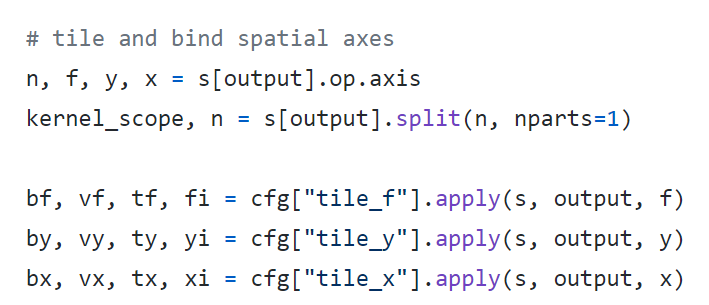 # tile and bind spatial axes
n, f, y, x = s[output].op.axis
kernel_scope, n = s[output].split(n, nparts=1)
bf, vf, tf, fi = cfg["tile_f"].apply(s, output, f)
by, vy, ty, yi = cfg["tile_y"].apply(s, output, y)
bx, vx, tx, xi = cfg["tile_x"].apply(s, output, x)